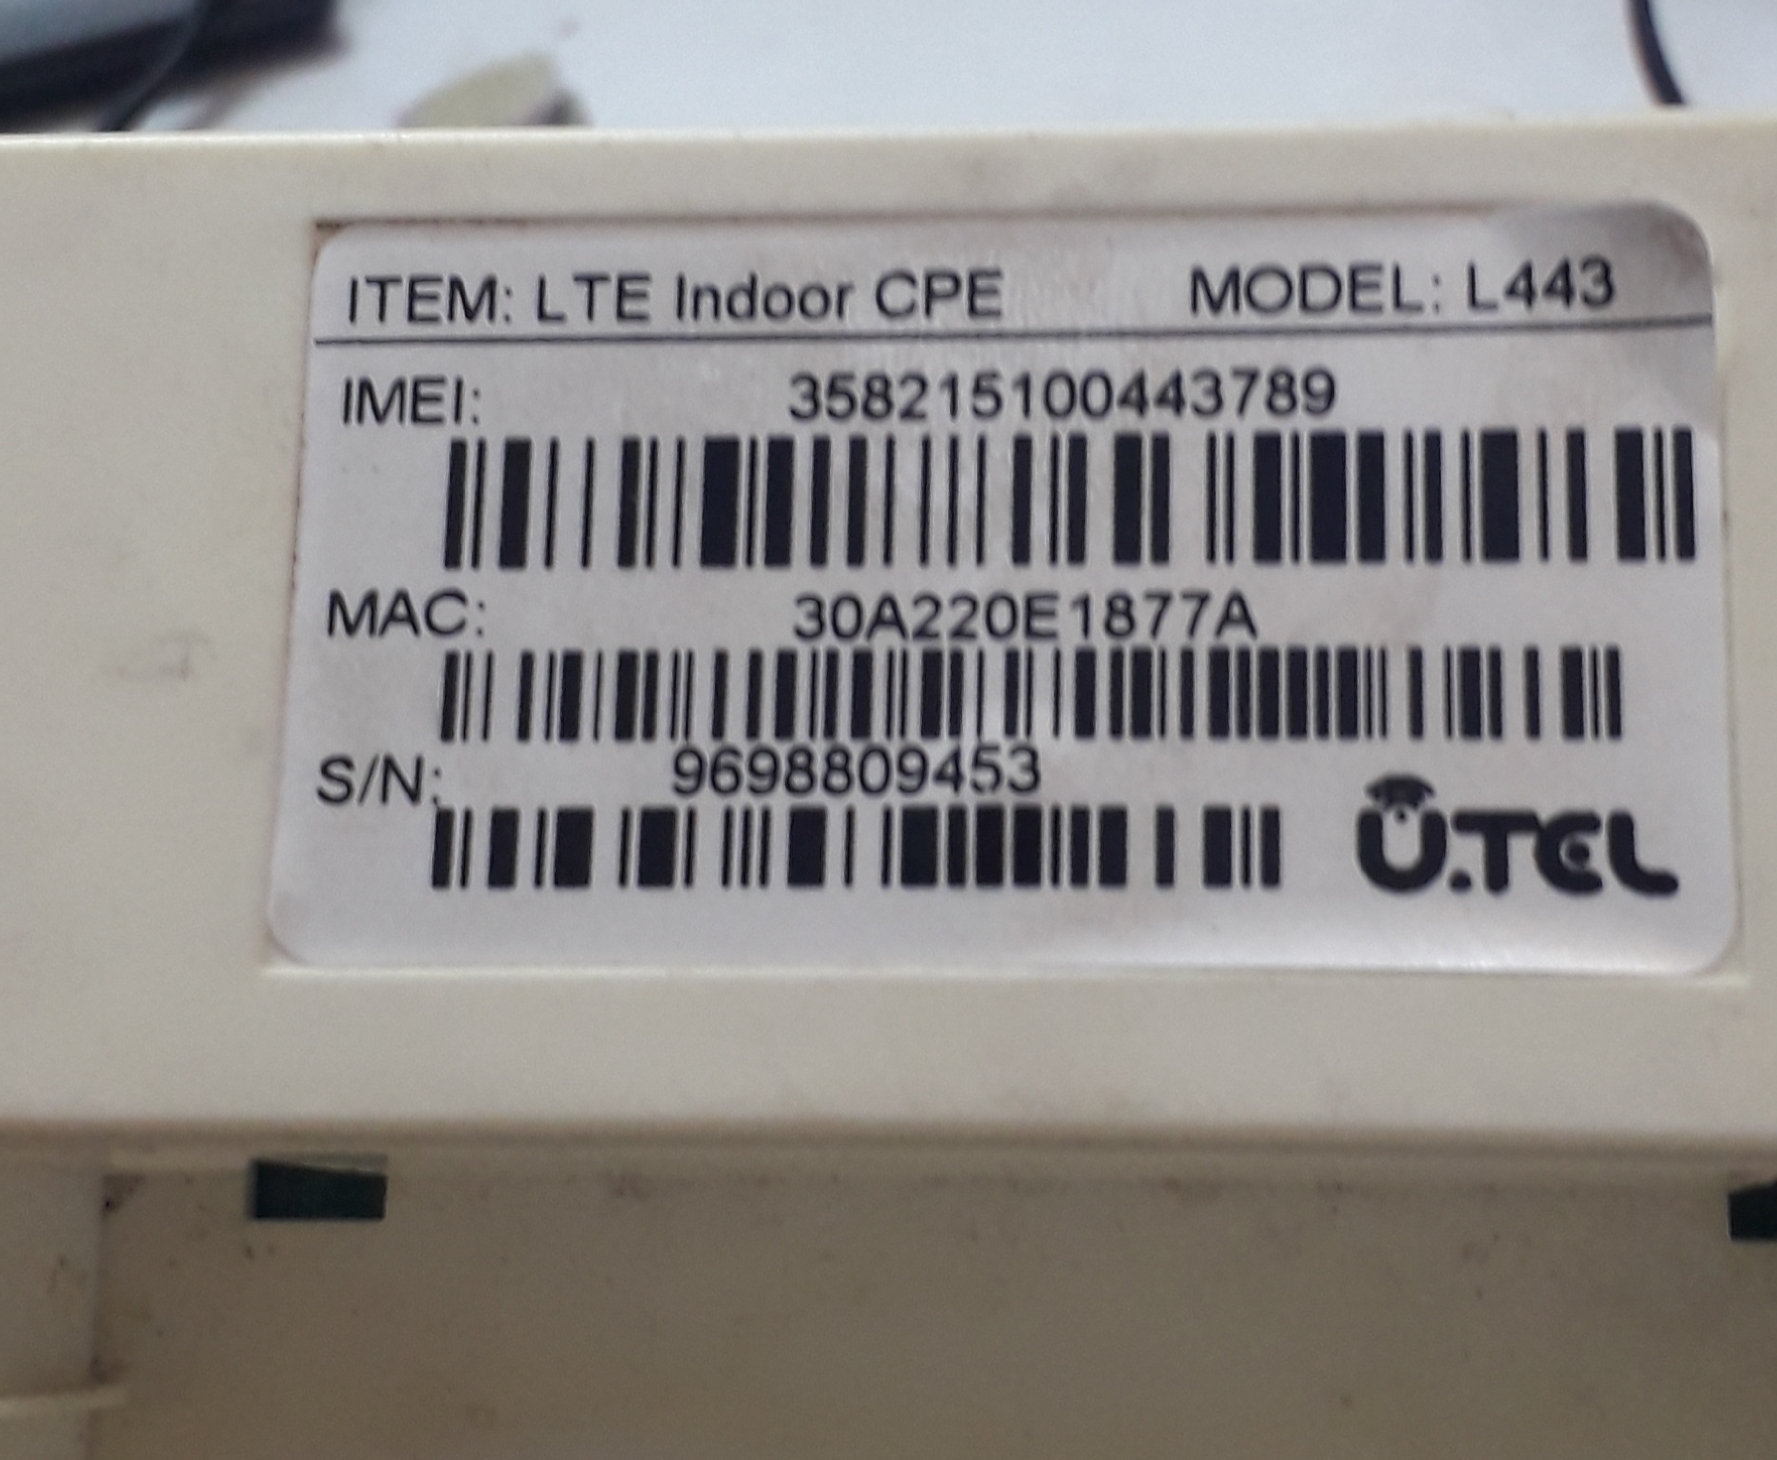 ITEM: LTE Indoor CPE MODEL: L443
IMEI: 358215100443789
MAC: 30A220E1877A
S/N: 9698809453
U.TEL